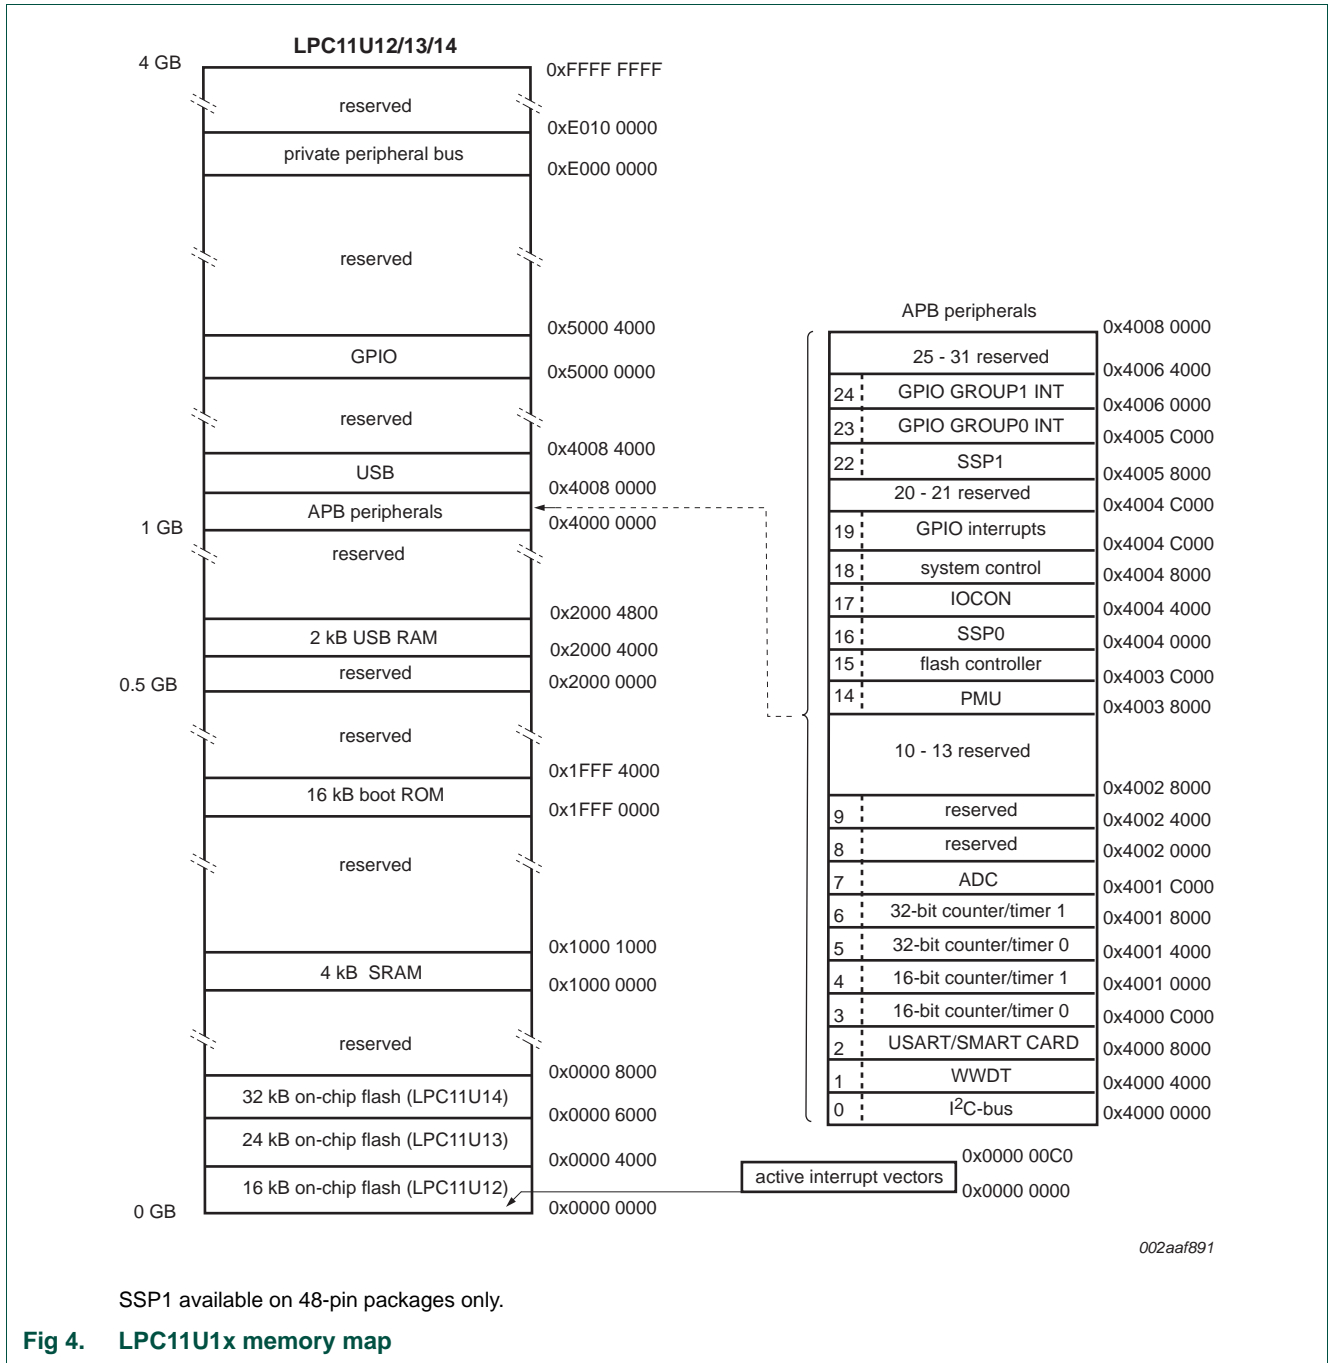 LPC11U12/13/14
4 GB
0xFFFF FFFF
reserved
0xE010 0000
private peripheral bus
0xE000 0000
reserved
0x5000 4000
GPIO
0x5000 0000
reserved
0x4008 4000
USB
0x4008 0000
APB peripherals
1 GB
0x4000 0000
reserved
0x2000 4800
2 kB USB RAM
0x2000 4000
reserved
0.5 GB
0x2000 0000
reserved
0x1FFF 4000
16 kB boot ROM
0x1FFF 0000
reserved
0x1000 1000
4 kB SRAM
0x1000 0000
reserved
0x0000 8000
32 kB on-chip flash (LPC11U14)
0x0000 6000
24 kB on-chip flash (LPC11U13)
0x0000 4000
16 kB on-chip flash (LPC11U12)
0 GB
0x0000 0000
APB peripherals
0x4008 0000
25 - 31 reserved
0x4006 4000
24 GPIO GROUP1 INT
0x4006 0000
23 GPIO GROUP0 INT
0x4005 C000
22 SSP1
0x4005 8000
20 - 21 reserved
0x4004 C000
19 GPIO interrupts
0x4004 C000
18 system control
0x4004 8000
17 IOCON
0x4004 4000
16 SSP0
0x4004 0000
15 flash controller
0x4003 C000
14 PMU
0x4003 8000
10 - 13 reserved
0x4002 8000
9 reserved
0x4002 4000
8 reserved
0x4002 0000
7 ADC
0x4001 C000
6 32-bit counter/timer 1
0x4001 8000
5 32-bit counter/timer 0
0x4001 4000
4 16-bit counter/timer 1
0x4001 0000
3 16-bit counter/timer 0
0x4000 C000
2 USART/SMART CARD
0x4000 8000
1 WWDT
0x4000 4000
0 I2C-bus
0x4000 0000
0x0000 00C0
active interrupt vectors
0x0000 0000
002aaf891
SSP1 available on 48-pin packages only.
Fig 4. LPC11U1x memory map